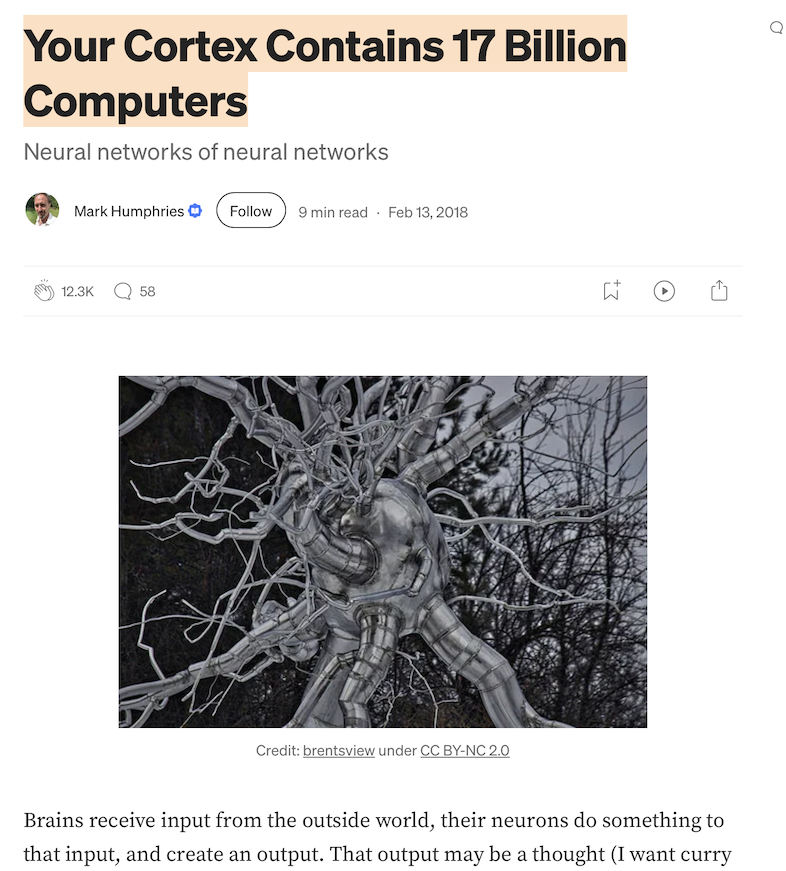 Your Cortex Contains 17 Billion
Computers
Neural networks of neural networks
Mark Humphries
Follow
9 min read · Feb 13, 2018
12.3K
58
Credit: brentsview under CC BY-NC 2.0
Brains receive input from the outside world, their neurons do something to
that input, and create an output. That output may be a thought (I want curry